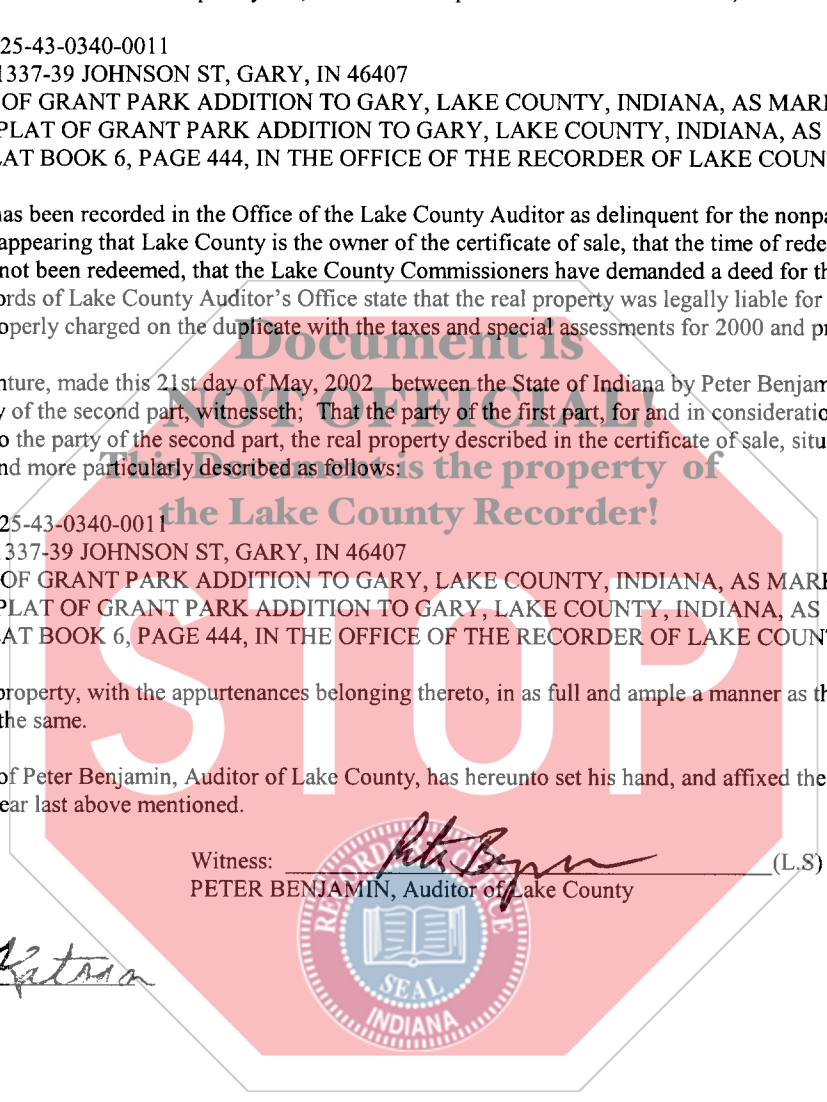 25-43-0340-0011
1337-39 JOHNSON ST, GARY, IN 46407
OF GRANT PARK ADDITION TO GARY, LAKE COUNTY, INDIANA, AS
PLAT OF GRANT PARK ADDITION TO GARY, LAKE COUNTY, INDIANA, AS
AT BOOK 6, PAGE 444, IN THE OFFICE OF THE RECORDER OF LAKE
has been recorded in the Office of the Lake County Auditor as delinquent for the
appearing that Lake County is the owner of the certificate of sale, that the time of
not been redeemed, that the Lake County Commissioners have demanded a deed for
ords of Lake County Auditor's Office state that the real property was legally liable for
operly charged on the duplicate with the taxes and special assessments for 2000 and
Document is
nture, made this 21st day of May, 2002 between the State of Indiana by Peter
NOT OFFICIAL!
of the second part, witnesseth; That the party of the first part, for and in
to the party of the second part, the real property described in the certificate of sale,
and more particularly described as follows:
This Document is the property of
the Lake County Recorder!
25-43-0340-0011
1337-39 JOHNSON ST, GARY, IN 46407
OF GRANT PARK ADDITION TO GARY, LAKE COUNTY, INDIANA, AS
PLAT OF GRANT PARK ADDITION TO GARY, LAKE COUNTY, INDIANA, AS
AT BOOK 6, PAGE 444, IN THE OFFICE OF THE RECORDER OF LAKE
STOP
property, with the appurtenances belonging thereto, in as full and ample a manner as
the same.
of Peter Benjamin, Auditor of Lake County, has hereunto set his hand, and affixed the
ear last above mentioned.
Witness: (L.S)
PETER BENJAMIN, Auditor of Lake County
RECORDER'S OFFICE
SEAL
INDIANA